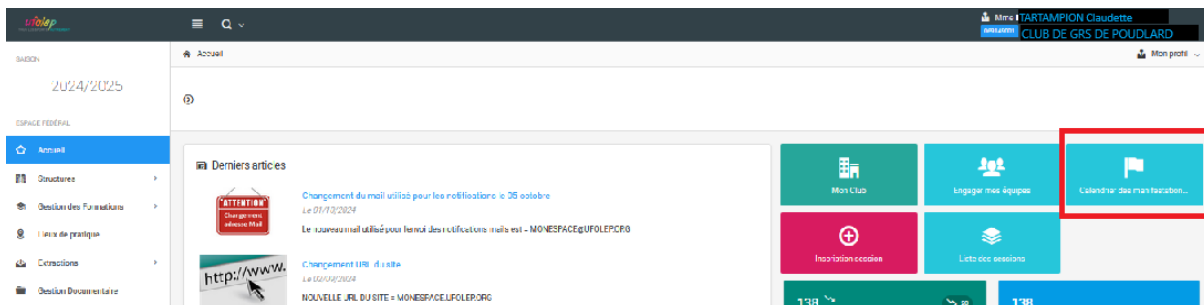 ufolep
Mme TARTAMPION Claudette
CLUB DE GRS DE POUDLARD
SAISON
2024/2025
ESPACE FÉDÉRAL
Accueil
Structures
Gestion des Formations
Lieux de pratique
Extractions
Gestion Documentaire
Accueil
Mon profil
Derniers articles
ATTENTION
Changement
adresse Mail
Changement du mail utilisé pour les notifications le 05 octobre
Le 01/10/2024
Le nouveau mail utilisé pour l'envoi des notifications mails est = MONESPACE@UFOLEP.ORG
http://www.
Changement URL du site
NOUVELLE URL DU SITE = MONESPACE.UFOLEP.ORG
Mon Club
Engager mes équipes
Calendrier des manifestation...
Inscription session
Liste des sessions
138
138